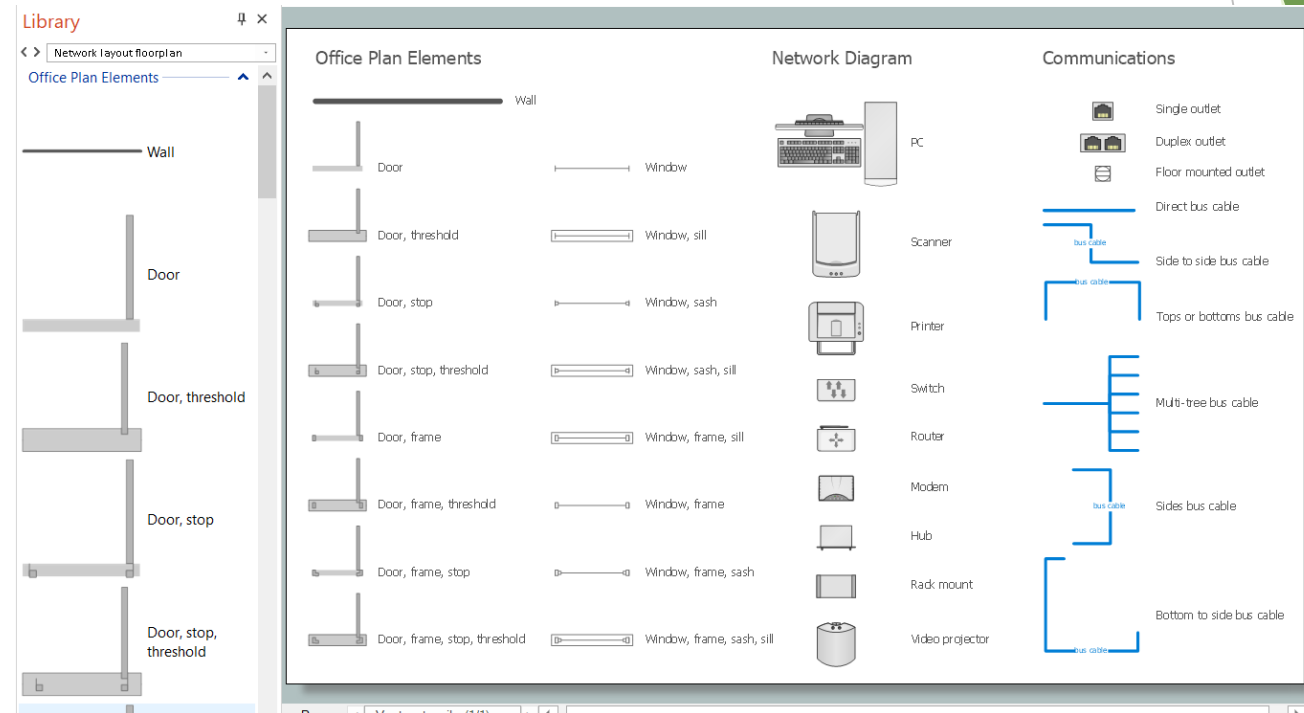 Library
Network layout floorplan
Office Plan Elements
Wall
Door
Door, threshold
Door, stop
Door, stop,
threshold
Office Plan Elements
Wall
Door
Window
Door, threshold
Window, sill
Door, stop
Window, sash
Door, stop, threshold
Window, sash, sill
Door, frame
Window, frame, sill
Door, frame, threshold
Window, frame
Door, frame, stop
Window, frame, sash
Door, frame, stop, threshold
Window, frame, sash, sill
Network Diagram
PC
Scanner
Printer
Switch
Router
Modem
Hub
Rack mount
Video projector
Communications
Single outlet
Duplex outlet
Floor mounted outlet
Direct bus cable
bus cable
Side to side bus cable
bus cable
Tops or bottoms bus cable
Multi-tree bus cable
bus cable
Sides bus cable
Bottom to side bus cable
bus cable